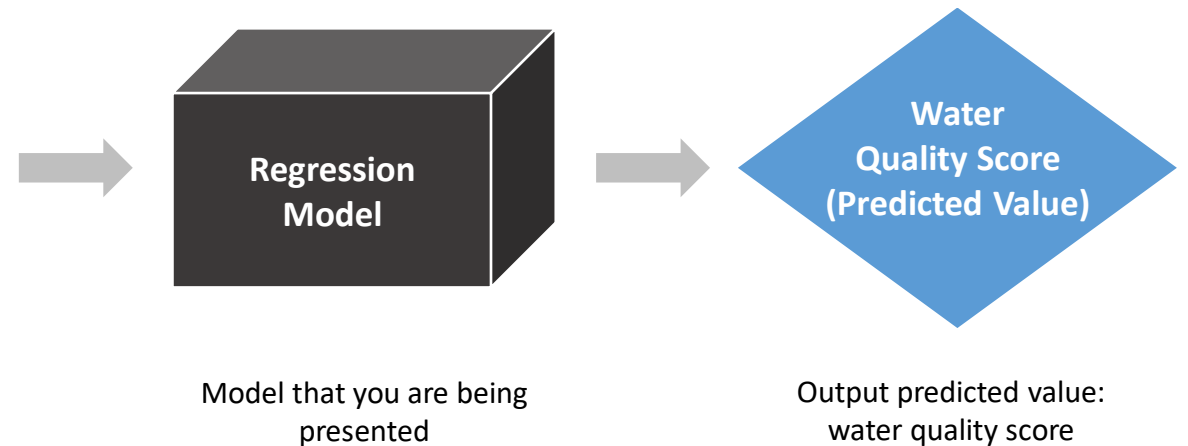 Regression
Model
Water
Quality Score
(Predicted Value)
Model that you are being
presented
Output predicted value:
water quality score